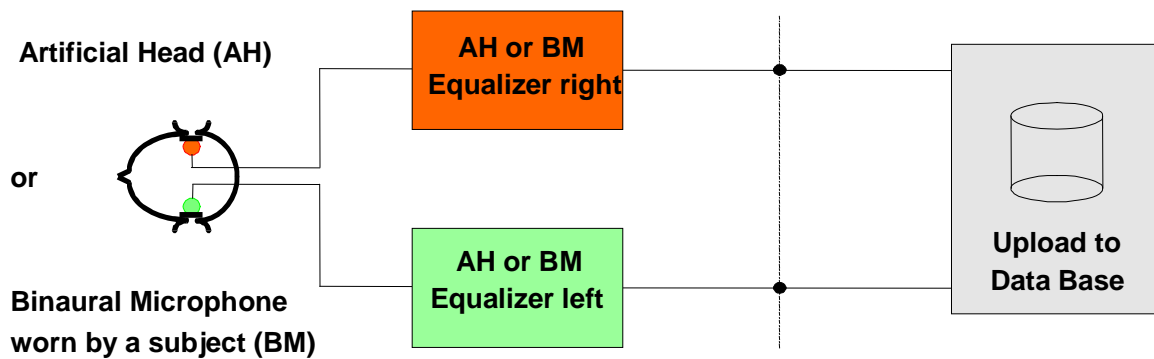 Artificial Head (AH)
or
Binaural Microphone
worn by a subject (BM)
AH or BM
Equalizer right
AH or BM
Equalizer left
Upload to
Data Base